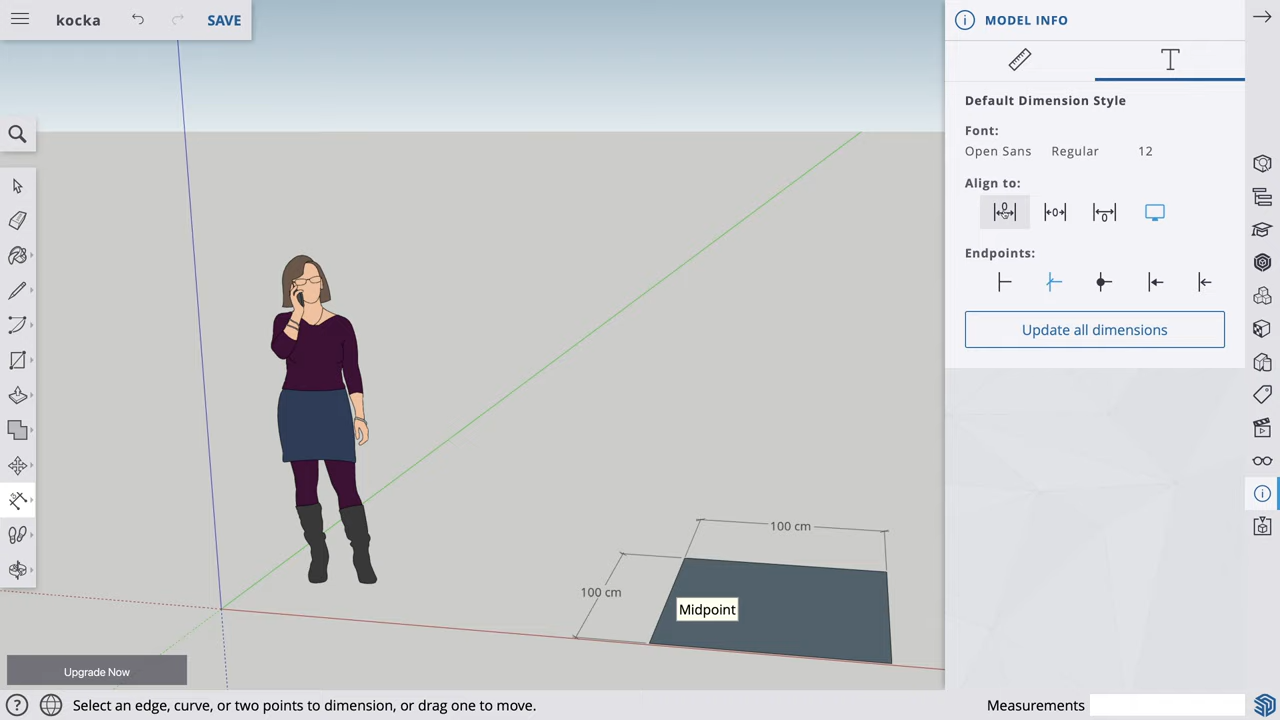 kocka
SAVE
MODEL INFO
Default Dimension Style
Font:
Open Sans Regular 12
Align to:
Endpoints:
Update all dimensions
100 cm
100 cm
Midpoint
Upgrade Now
Select an edge, curve, or two points to dimension, or drag one to move.
Measurements